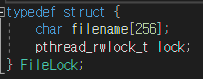 typedef struct {
    char filename[256];
    pthread_rwlock_t lock;
} FileLock;